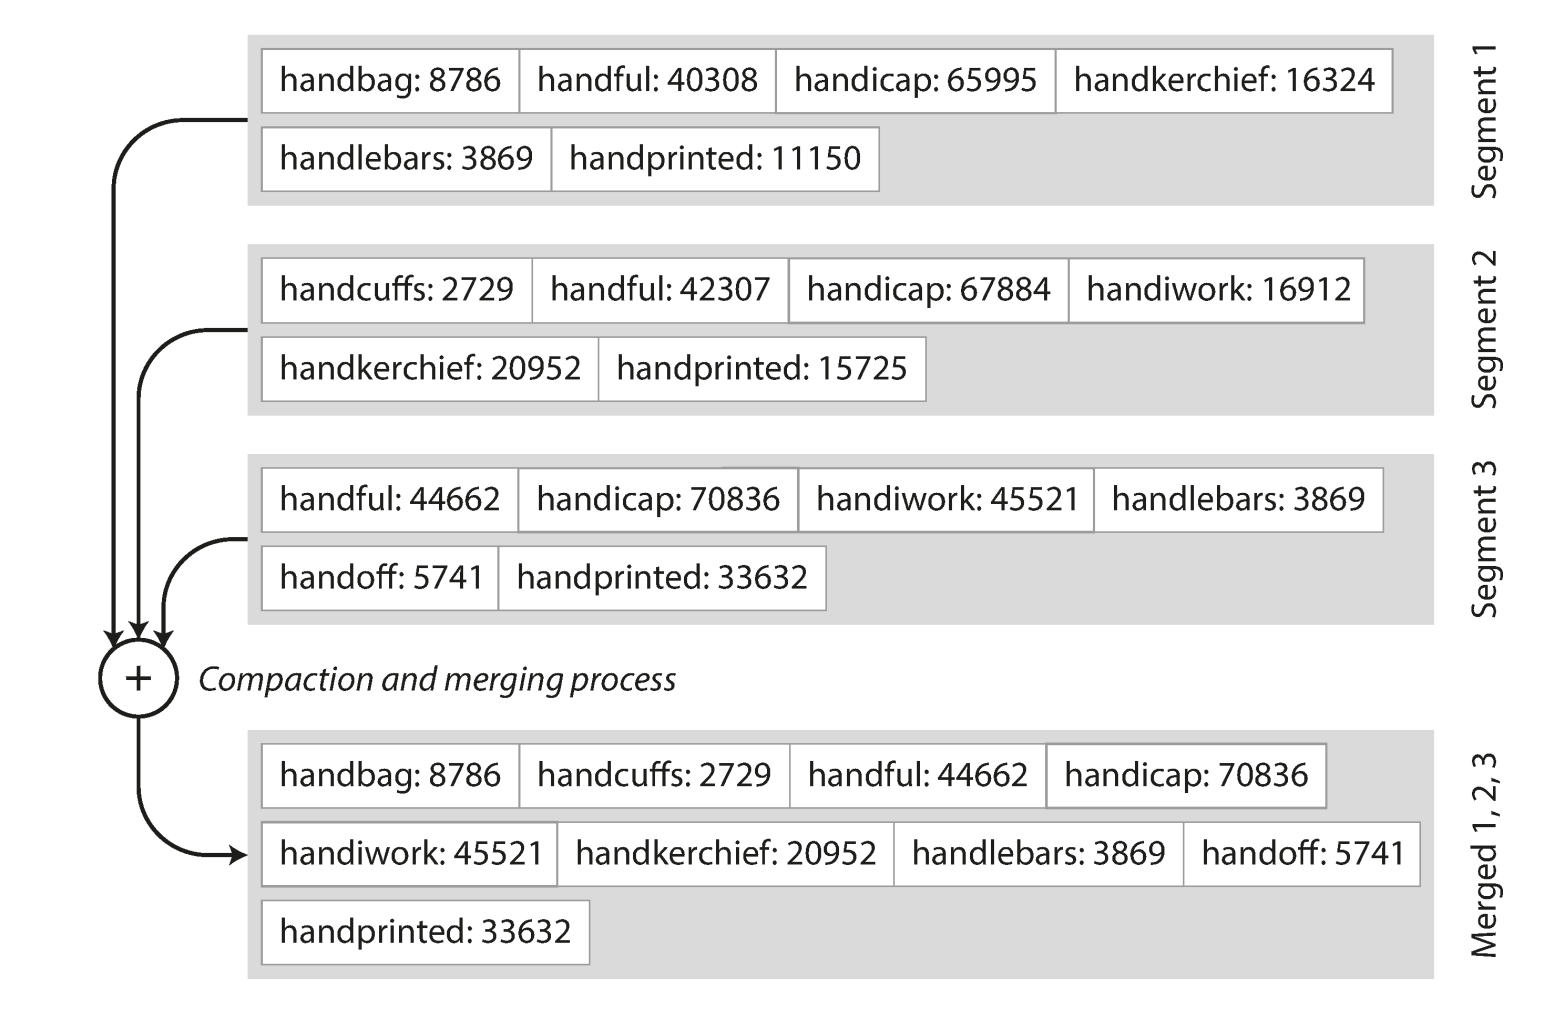 handbag: 8786 handful: 40308 handicap: 65995 handkerchief: 16324
handlebars: 3869 handprinted: 11150
Segment 1
handcuffs: 2729 handful: 42307 handicap: 67884 handiwork: 16912
handkerchief: 20952 handprinted: 15725
Segment 2
handful: 44662 handicap: 70836 handiwork: 45521 handlebars: 3869
handoff: 5741 handprinted: 33632
Segment 3
+ Compaction and merging process
handbag: 8786 handcuffs: 2729 handful: 44662 handicap: 70836
handiwork: 45521 handkerchief: 20952 handlebars: 3869 handoff: 5741
handprinted: 33632
Merged 1, 2, 3